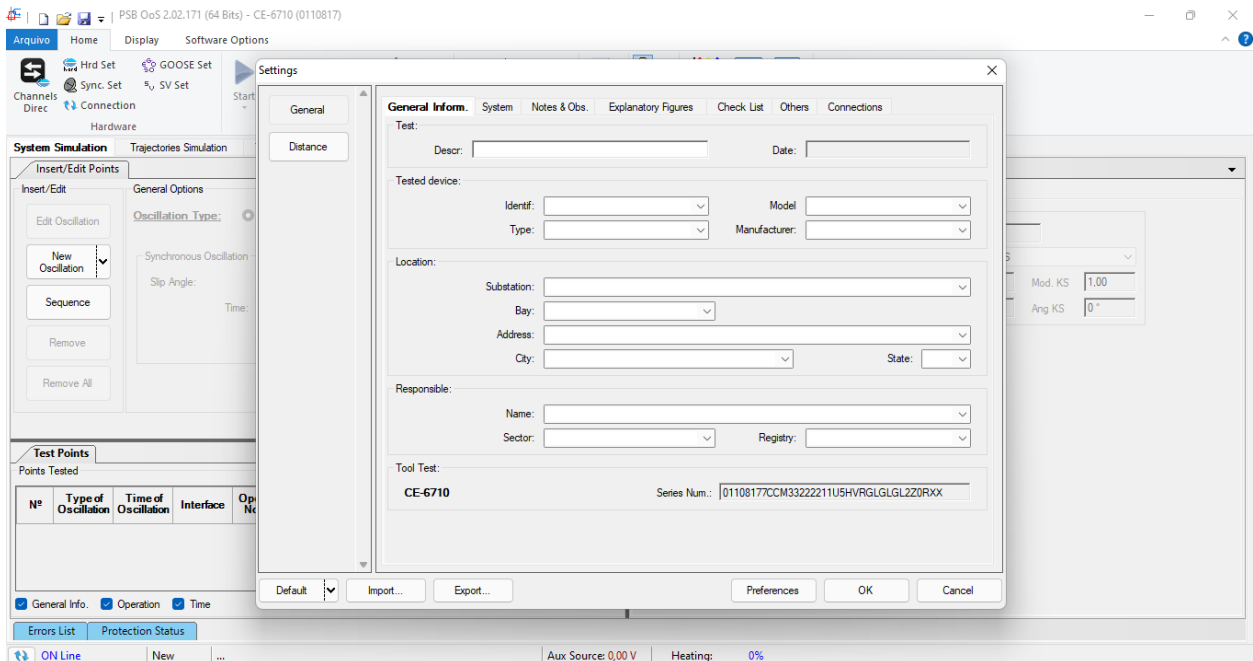 PSB OoS 2.02.171 (64 Bits) - CE-6710 (0110817)
Arquivo Home Display Software Options
Hrd Set GOOSE Set
Sync. Set SV Set
Channels Direc Connection Start
Hardware
System Simulation Trajectories Simulation
Insert/Edit Points
Insert/Edit General Options
Edit Oscillation Oscillation Type:
New Oscillation Synchronous Oscillation
Slip Angle:
Sequence Time:
Remove
Remove All
Mod. KS 1,00
Ang KS 0 °
Test Points
Points Tested
Nº Type of Oscillation Time of Oscillation Interface
General Info. Operation Time
Errors List Protection Status
ON Line New ... Aux Source: 0,00 V Heating: 0%
Settings
General
Distance
General Inform. System Notes & Obs. Explanatory Figures Check List Others Connections
Test:
Descr: Date:
Tested device:
Identif: Model
Type: Manufacturer:
Location:
Substation:
Bay:
Address:
City: State:
Responsible:
Name:
Sector: Registry:
Tool Test:
CE-6710 Series Num.: 01108177CCM33222211U5HVRGLGLGL2Z0RXX
Default Import... Export... Preferences OK Cancel